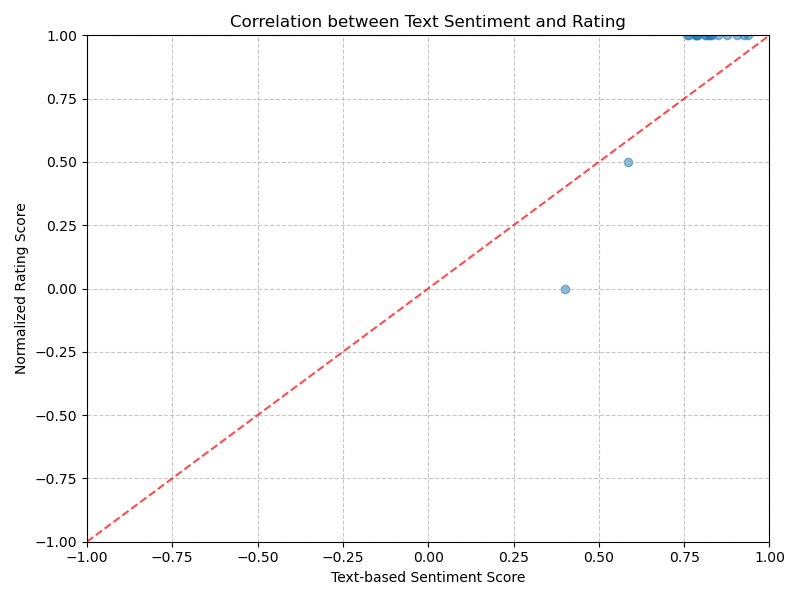 Correlation between Text Sentiment and Rating
1.00
0.75
0.50
0.25
0.00
−0.25
−0.50
−0.75
−1.00
Normalized Rating Score
−1.00 −0.75 −0.50 −0.25 0.00 0.25 0.50 0.75 1.00
Text-based Sentiment Score